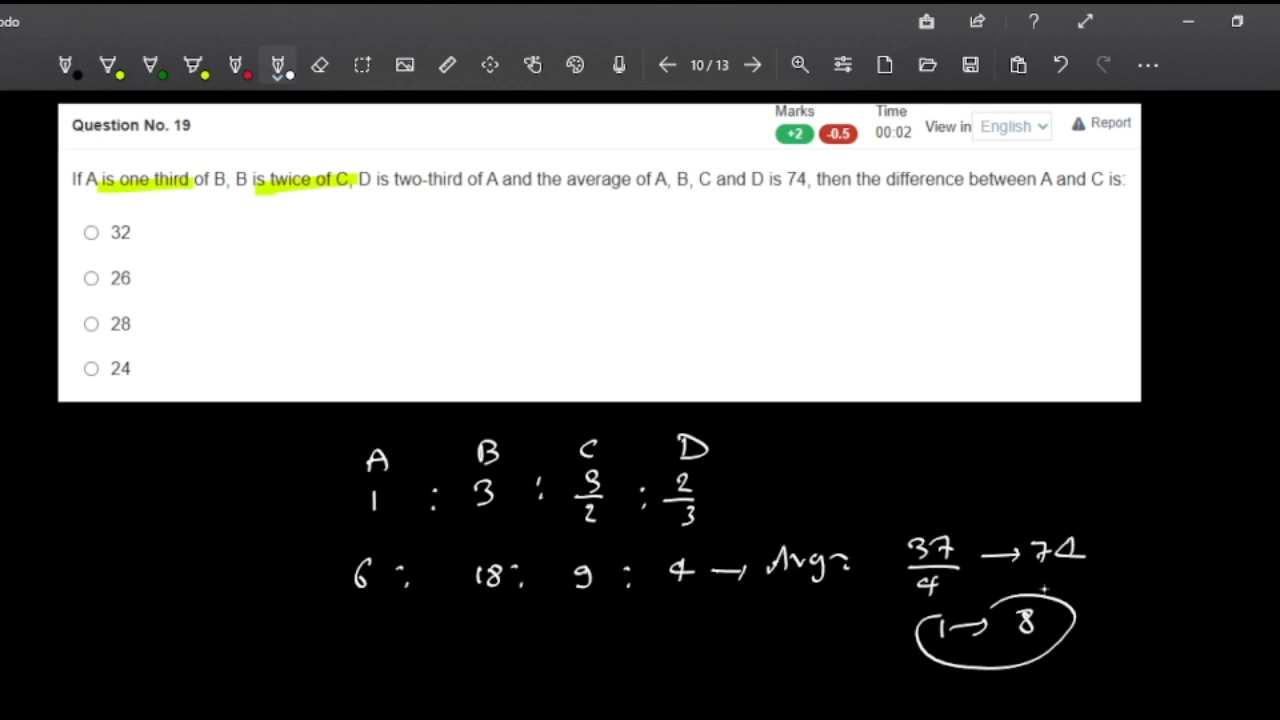 odo
?
10 / 13
Question No. 19
Marks
+2 -0.5
Time
00:02
View in English
Report
If A is one third of B, B is twice of C, D is two-third of A and the average of A, B, C and D is 74, then the difference between A and C is:
32
26
28
24
A B C D
1 : 3 : 3/2 : 2/3
6 : 18 : 9 : 4 → Avg = 37/4 → 74
1 → 8